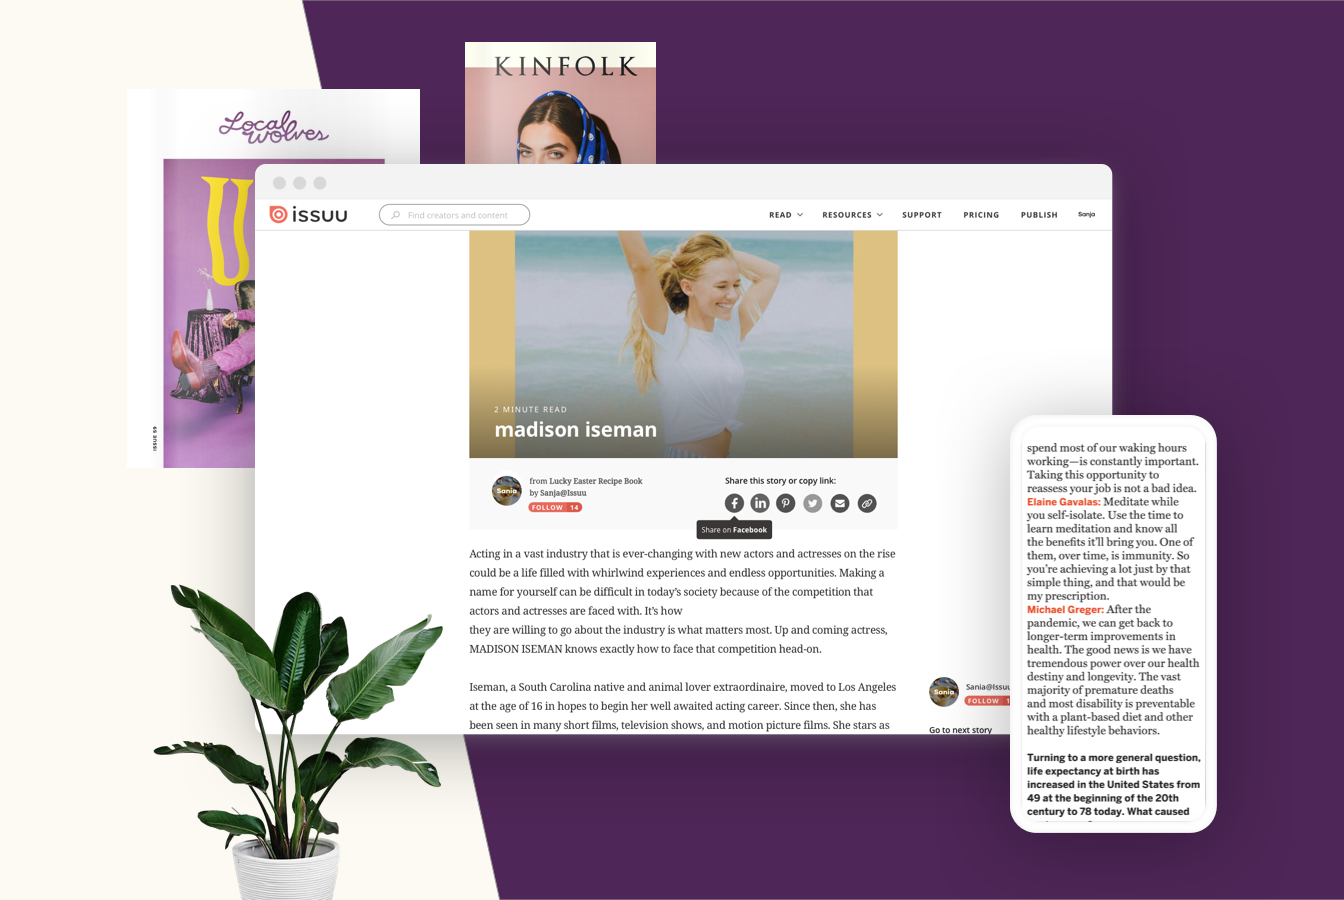 KINFOLK
Local
wolves
U
ISSUE 59
issuu
Find creators and content
READ
RESOURCES
SUPPORT
PRICING
PUBLISH
Sanja
2 MINUTE READ
madison iseman
Sanja
from Lucky Easter Recipe Book
by Sanja@Issuu
FOLLOW 14
Share this story or copy link:
Share on Facebook
Acting in a vast industry that is ever-changing with new actors and actresses on the rise
could be a life filled with whirlwind experiences and endless opportunities. Making a
name for yourself can be difficult in today’s society because of the competition that
actors and actresses are faced with. It’s how
they are willing to go about the industry is what matters most. Up and coming actress,
MADISON ISEMAN knows exactly how to face that competition head-on.
Iseman, a South Carolina native and animal lover extraordinaire, moved to Los Angeles
at the age of 16 in hopes to begin her well awaited acting career. Since then, she has
been seen in many short films, television shows, and motion picture films. She stars as
Sanja
Sanja@Issuu
FOLLOW 1
Go to next story
spend most of our waking hours
working—is constantly important.
Taking this opportunity to
reassess your job is not a bad idea.
Elaine Gavalas: Meditate while
you self-isolate. Use the time to
learn meditation and know all
the benefits it’ll bring you. One of
them, over time, is immunity. So
you’re achieving a lot just by that
simple thing, and that would be
my prescription.
Michael Greger: After the
pandemic, we can get back to
longer-term improvements in
health. The good news is we have
tremendous power over our health
destiny and longevity. The vast
majority of premature deaths
and most disability is preventable
with a plant-based diet and other
healthy lifestyle behaviors.
Turning to a more general question,
life expectancy at birth has
increased in the United States from
49 at the beginning of the 20th
century to 78 today. What caused